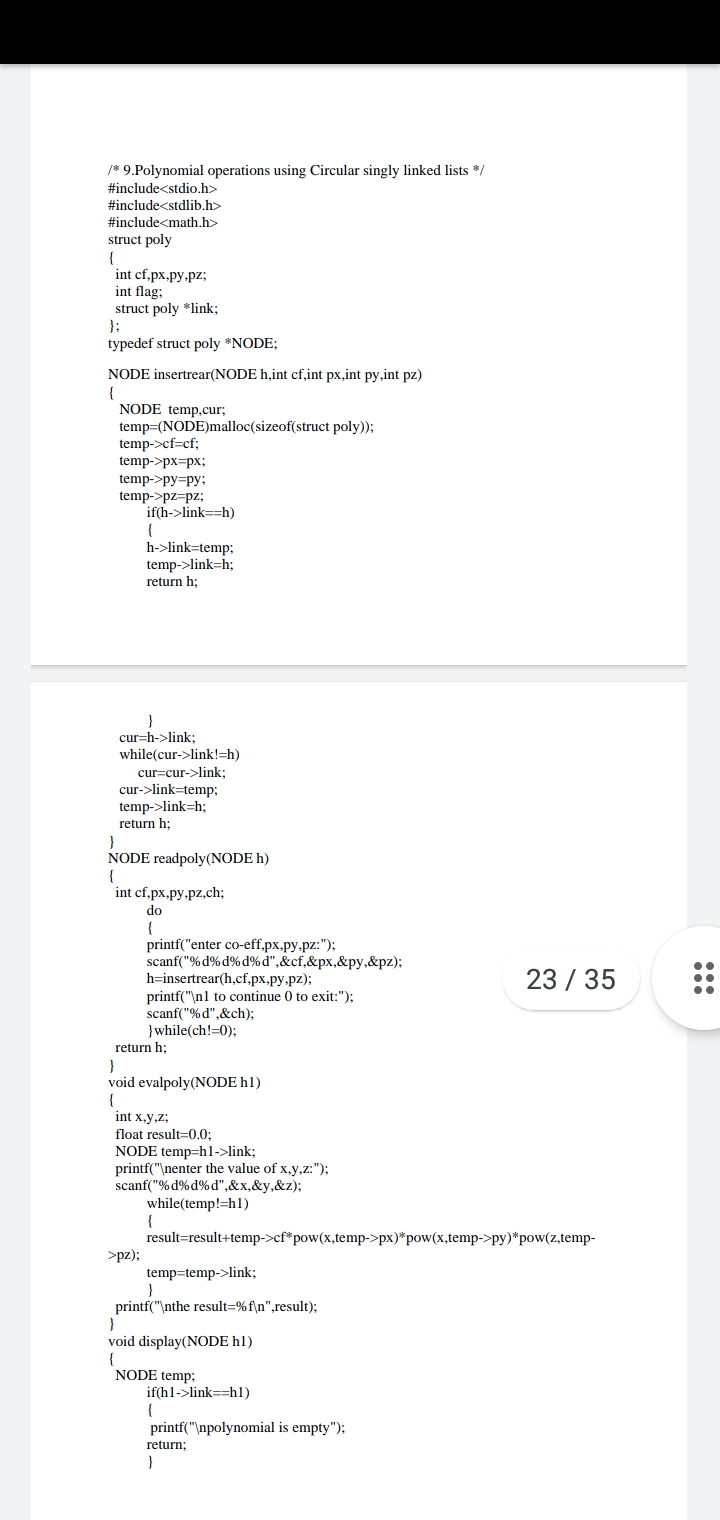 /* 9.Polynomial operations using Circular singly linked lists */
#include<stdio.h>
#include<stdlib.h>
#include<math.h>
struct poly
{
int cf,px,py,pz;
int flag;
struct poly *link;
};
typedef struct poly *NODE;
NODE insertrear(NODE h,int cf,int px,int py,int pz)
{
NODE temp,cur;
temp=(NODE)malloc(sizeof(struct poly));
temp->cf=cf;
temp->px=px;
temp->py=py;
temp->pz=pz;
if(h->link==h)
{
h->link=temp;
temp->link=h;
return h;
}
cur=h->link;
while(cur->link!=h)
cur=cur->link;
cur->link=temp;
temp->link=h;
return h;
}
NODE readpoly(NODE h)
{
int cf,px,py,pz,ch;
do
{
printf("enter co-eff,px,py,pz:");
scanf("%d%d%d%d",&cf,&px,&py,&pz);
h=insertrear(h,cf,px,py,pz);
printf("\n1 to continue 0 to exit:");
scanf("%d",&ch);
}while(ch!=0);
return h;
}
void evalpoly(NODE h1)
{
int x,y,z;
float result=0.0;
NODE temp=h1->link;
printf("\nenter the value of x,y,z:");
scanf("%d%d%d",&x,&y,&z);
while(temp!=h1)
{
result=result+temp->cf*pow(x,temp->px)*pow(x,temp->py)*pow(z,temp-
>pz);
temp=temp->link;
}
printf("\nthe result=%f\n",result);
}
void display(NODE h1)
{
NODE temp;
if(h1->link==h1)
{
printf("\npolynomial is empty");
return;
}
23 / 35